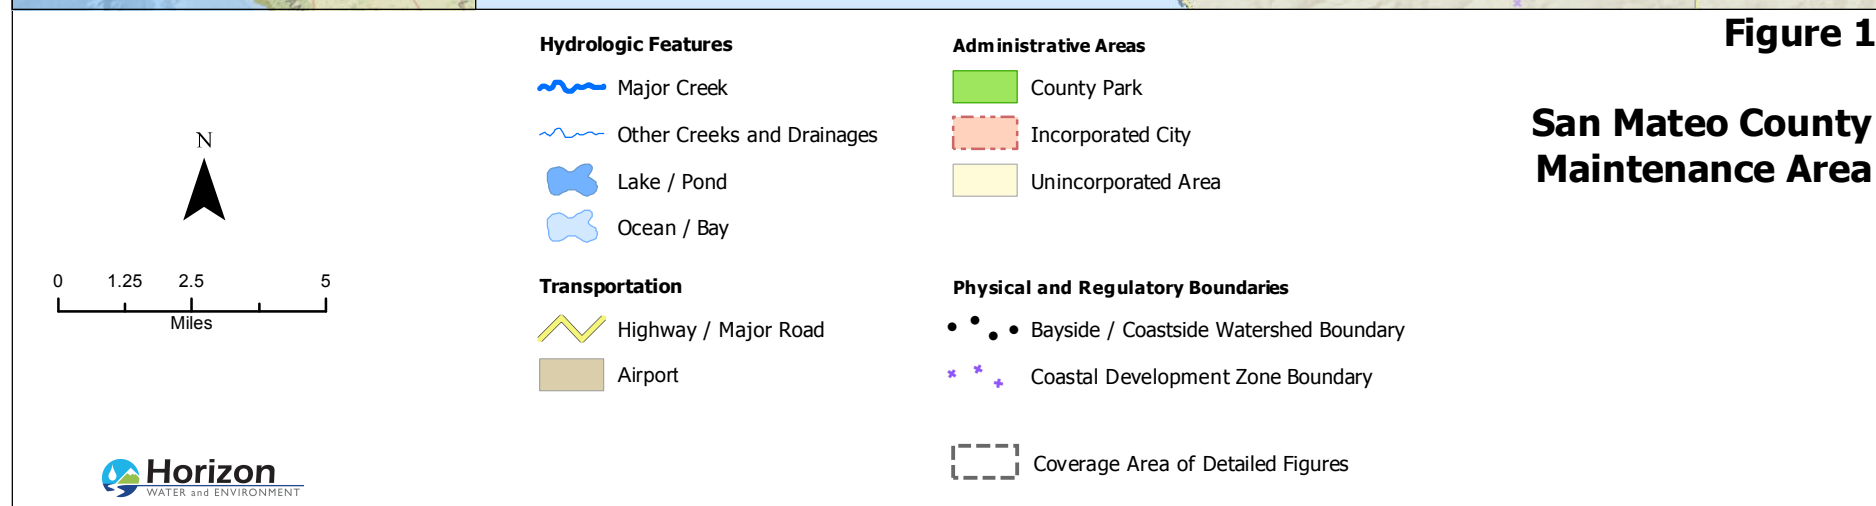 Figure 1
San Mateo County
Maintenance Area
N
0 1.25 2.5 5
Miles
Horizon
WATER and ENVIRONMENT
Hydrologic Features
Major Creek
Other Creeks and Drainages
Lake / Pond
Ocean / Bay
Transportation
Highway / Major Road
Airport
Administrative Areas
County Park
Incorporated City
Unincorporated Area
Physical and Regulatory Boundaries
Bayside / Coastside Watershed Boundary
Coastal Development Zone Boundary
Coverage Area of Detailed Figures